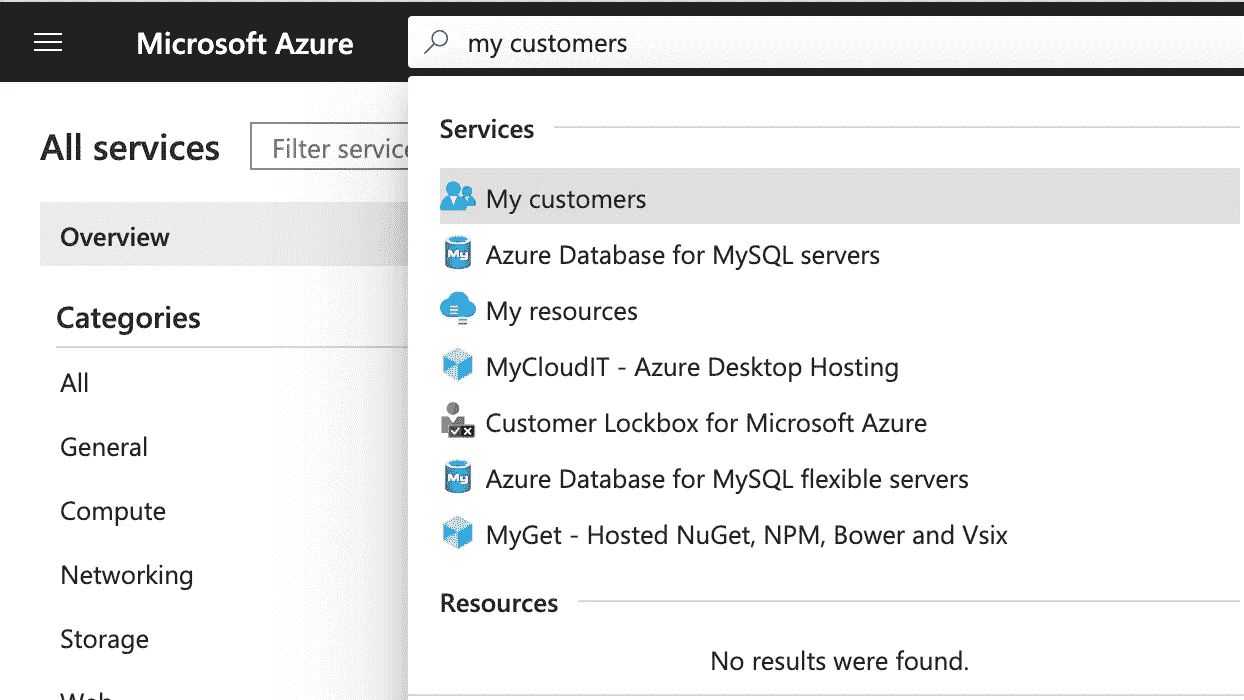 Microsoft Azure
my customers
All services
Filter service
Overview
Categories
All
General
Compute
Networking
Storage
Web
Services
My customers
Azure Database for MySQL servers
My resources
MyCloudIT - Azure Desktop Hosting
Customer Lockbox for Microsoft Azure
Azure Database for MySQL flexible servers
MyGet - Hosted NuGet, NPM, Bower and Vsix
Resources
No results were found.